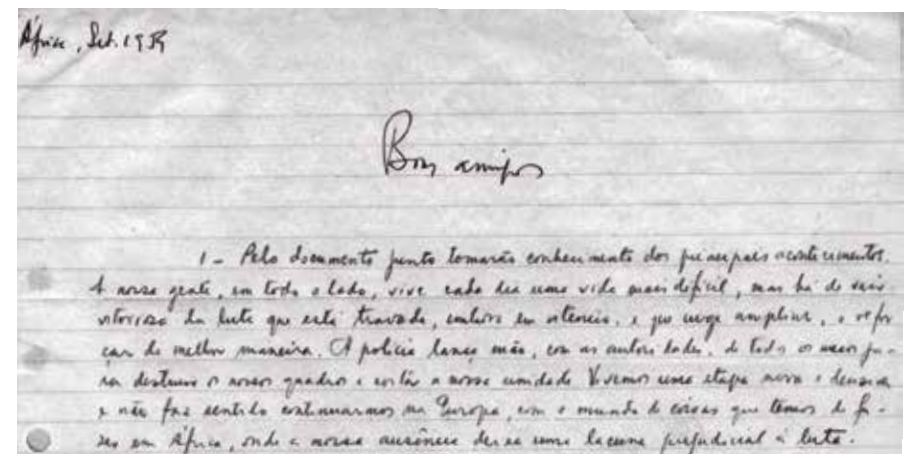 África, Set. 1959
Bons amigos
1 - Pelo documento junto tomarão conhecimento dos principais acontecimentos.
A nossa gente, em todo o lado, vive cada dia uma vida mais difícil, mas há de sair
vitoriosa da luta que está travada, embora em silêncio, e que urge ampliar, e refor
çar da melhor maneira. A polícia lança mão, com as autoridades, de todos os meios pa-
ra destruir os nossos quadros e cortar a nossa unidade Vivemos uma etapa nova e decisiva
e não faz sentido continuarmos na Europa, com o mundo de coisas que temos de fa-
zer em África, onde a nossa ausência deixa uma lacuna prejudicial à luta.